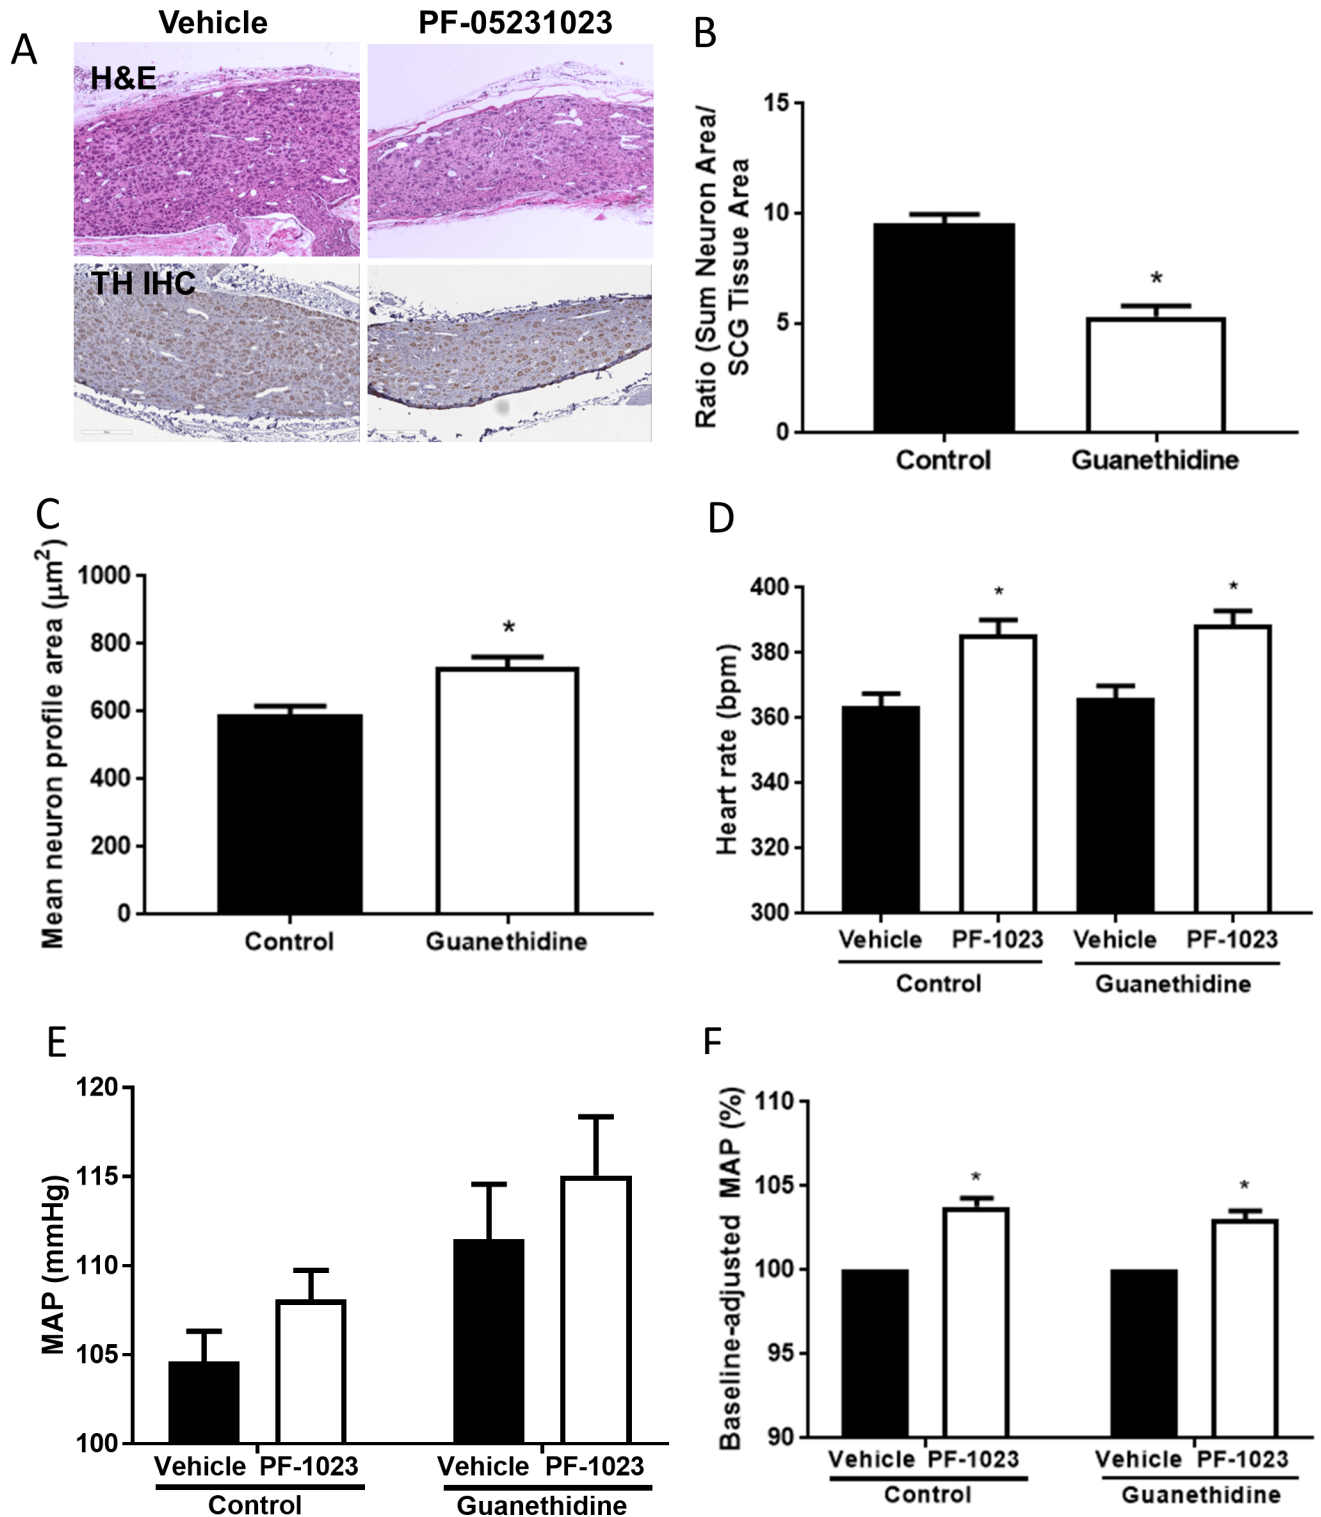 A
Vehicle
PF-05231023
H&E
TH IHC
B
Ratio (Sum Neuron Area/
SCG Tissue Area
15
10
5
0
*
Control
Guanethidine
C
Mean neuron profile area (µm²)
1000
800
600
400
200
0
*
Control
Guanethidine
D
Heart rate (bpm)
400
380
360
340
320
300
*
*
Vehicle PF-1023 Vehicle PF-1023
Control
Guanethidine
E
MAP (mmHg)
120
115
110
105
100
Vehicle PF-1023 Vehicle PF-1023
Control
Guanethidine
F
Baseline-adjusted MAP (%)
110
105
100
95
90
*
*
Vehicle PF-1023 Vehicle PF-1023
Control
Guanethidine